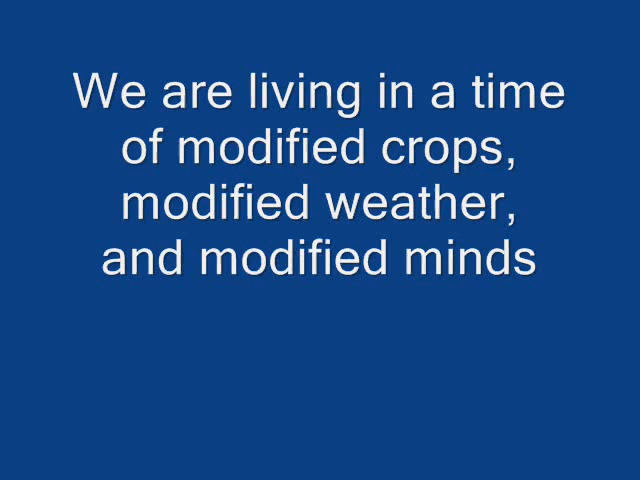 We are living in a time
of modified crops,
modified weather,
and modified minds